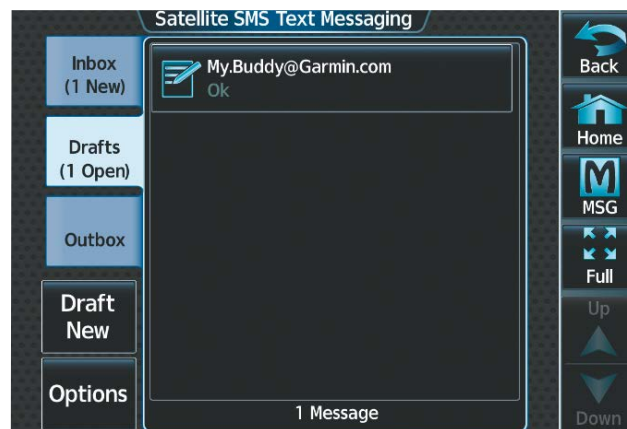 Satellite SMS Text Messaging
Inbox
(1 New)
Drafts
(1 Open)
Outbox
Draft
New
Options
My.Buddy@Garmin.com
Ok
1 Message
Back
Home
M
MSG
Full
Up
Down